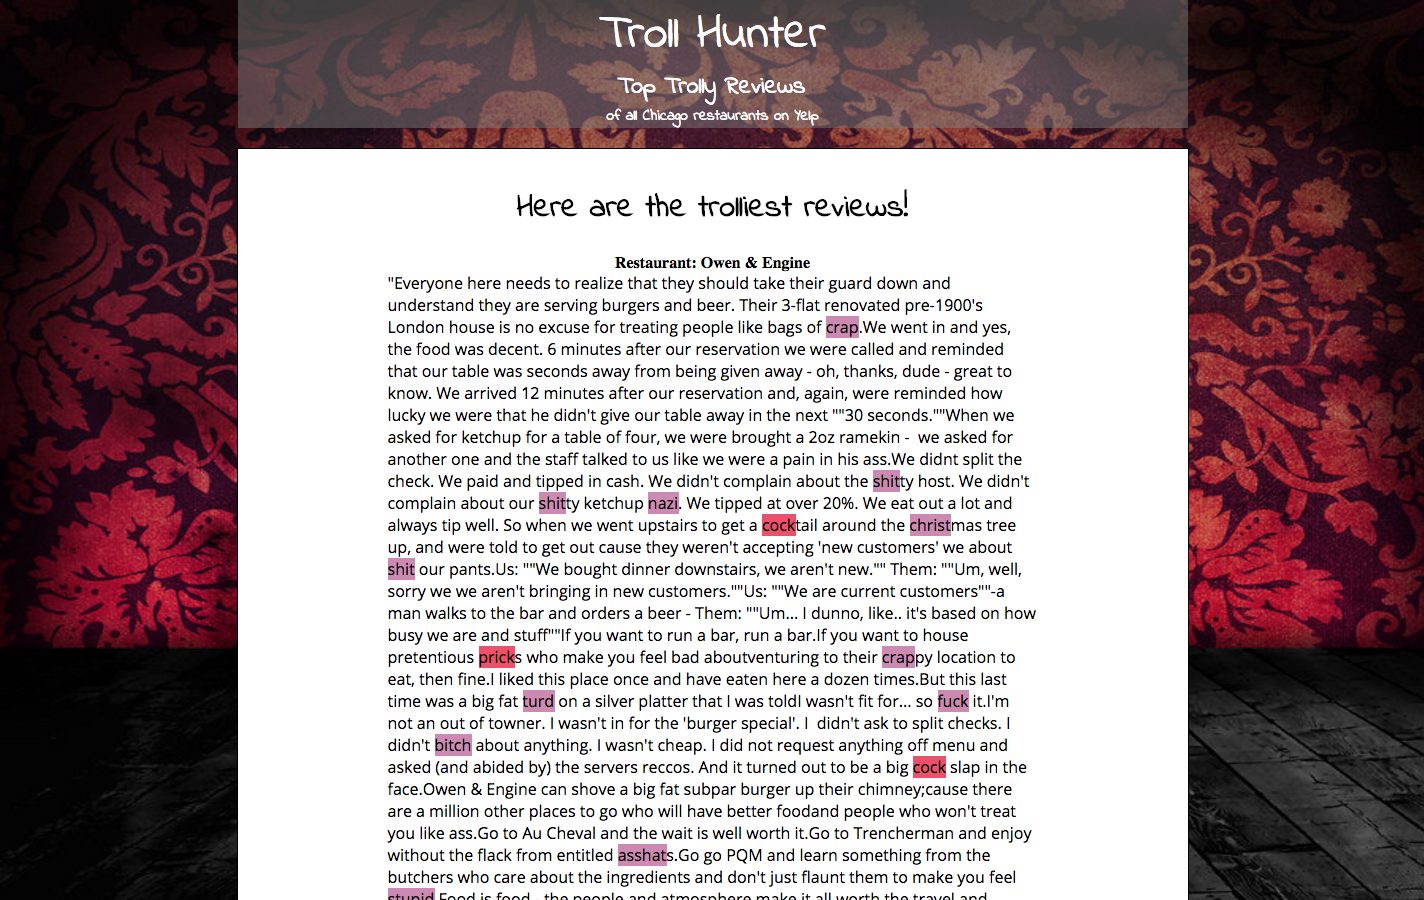 Troll Hunter
Top Trolly Reviews
of all Chicago restaurants on Yelp
Here are the trolliest reviews!
Restaurant: Owen & Engine
"Everyone here needs to realize that they should take their guard down and
understand they are serving burgers and beer. Their 3-flat renovated pre-1900's
London house is no excuse for treating people like bags of crap.We went in and yes,
the food was decent. 6 minutes after our reservation we were called and reminded
that our table was seconds away from being given away - oh, thanks, dude - great to
know. We arrived 12 minutes after our reservation and, again, were reminded how
lucky we were that he didn't give our table away in the next ""30 seconds.""When we
asked for ketchup for a table of four, we were brought a 2oz ramekin -  we asked for
another one and the staff talked to us like we were a pain in his ass.We didnt split the
check. We paid and tipped in cash. We didn't complain about the shitty host. We didn't
complain about our shitty ketchup nazi. We tipped at over 20%. We eat out a lot and
always tip well. So when we went upstairs to get a cocktail around the christmas tree
up, and were told to get out cause they weren't accepting 'new customers' we about
shit our pants.Us: ""We bought dinner downstairs, we aren't new."" Them: ""Um, well,
sorry we we aren't bringing in new customers.""Us: ""We are current customers""-a
man walks to the bar and orders a beer - Them: ""Um... I dunno, like.. it's based on how
busy we are and stuff""If you want to run a bar, run a bar.If you want to house
pretentious pricks who make you feel bad aboutventuring to their crappy location to
eat, then fine.I liked this place once and have eaten here a dozen times.But this last
time was a big fat turd on a silver platter that I was toldI wasn't fit for... so fuck it.I'm
not an out of towner. I wasn't in for the 'burger special'. I  didn't ask to split checks. I
didn't bitch about anything. I wasn't cheap. I did not request anything off menu and
asked (and abided by) the servers reccos. And it turned out to be a big cock slap in the
face.Owen & Engine can shove a big fat subpar burger up their chimney;cause there
are a million other places to go who will have better foodand people who won't treat
you like ass.Go to Au Cheval and the wait is well worth it.Go to Trencherman and enjoy
without the flack from entitled asshats.Go go PQM and learn something from the
butchers who care about the ingredients and don't just flaunt them to make you feel
stupid.Food is food - the people and atmosphere make it all worth the travel and